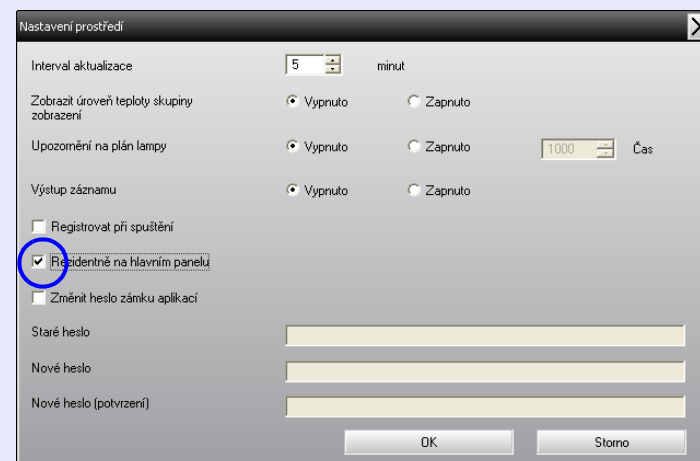 Nastavení prostředí
Interval aktualizace 5 minut
Zobrazit úroveň teploty skupiny
zobrazení
Vypnuto Zapnuto
Upozornění na plán lampy Vypnuto Zapnuto 1000 Čas
Výstup záznamu Vypnuto Zapnuto
Registrovat při spuštění
Rezidentně na hlavním panelu
Změnit heslo zámku aplikací
Staré heslo
Nové heslo
Nové heslo (potvrzení)
OK Storno